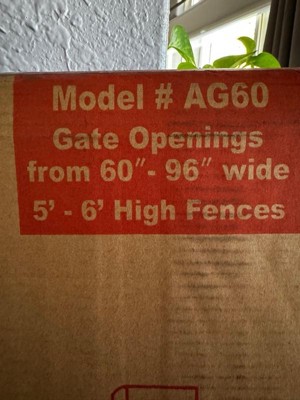 Model # AG60
Gate Openings
from 60″- 96″ wide
5’ - 6’ High Fences